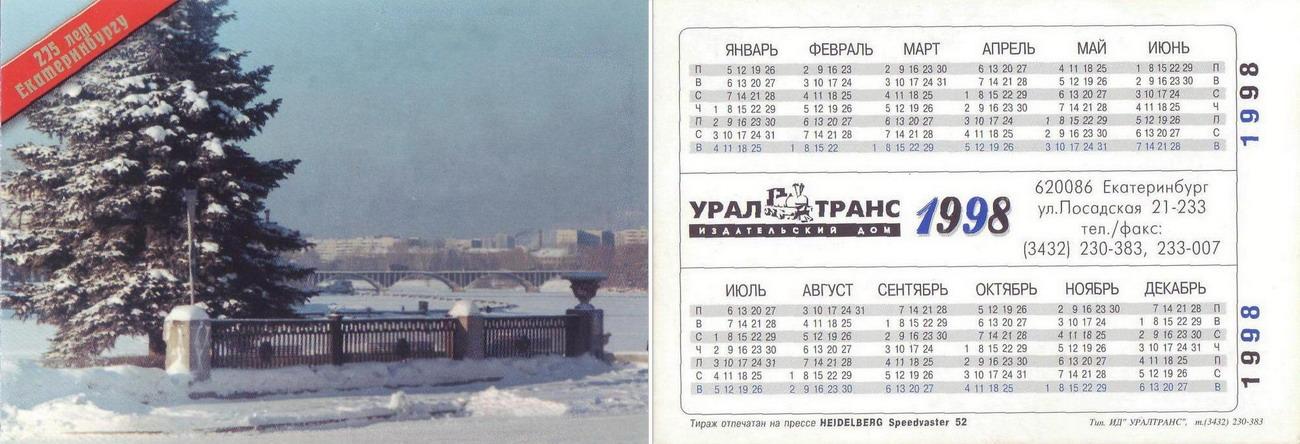 275 лет
Екатеринбургу
ЯНВАРЬ ФЕВРАЛЬ МАРТ АПРЕЛЬ МАЙ ИЮНЬ
П 5 12 19 26 2 9 16 23 2 9 16 23 30 6 13 20 27 4 11 18 25 1 8 15 22 29 П
В 6 13 20 27 3 10 17 24 3 10 17 24 31 7 14 21 28 5 12 19 26 2 9 16 23 30 В
С 7 14 21 28 4 11 18 25 4 11 18 25 1 8 15 22 29 6 13 20 27 3 10 17 24 С
Ч 1 8 15 22 29 5 12 19 26 5 12 19 26 2 9 16 23 30 7 14 21 28 4 11 18 25 Ч
П 2 9 16 23 30 6 13 20 27 6 13 20 27 3 10 17 24 1 8 15 22 29 5 12 19 26 П
С 3 10 17 24 31 7 14 21 28 7 14 21 28 4 11 18 25 2 9 16 23 30 6 13 20 27 С
В 4 11 18 25 1 8 15 22 1 8 15 22 29 5 12 19 26 3 10 17 24 31 7 14 21 28 В
1998
УРАЛ ТРАНС
ИЗДАТЕЛЬСКИЙ ДОМ
1998
620086 Екатеринбург
ул.Посадская 21-233
тел./факс:
(3432) 230-383, 233-007
ИЮЛЬ АВГУСТ СЕНТЯБРЬ ОКТЯБРЬ НОЯБРЬ ДЕКАБРЬ
П 6 13 20 27 3 10 17 24 31 7 14 21 28 5 12 19 26 2 9 16 23 30 7 14 21 28 П
В 7 14 21 28 4 11 18 25 1 8 15 22 29 6 13 20 27 3 10 17 24 1 8 15 22 29 В
С 1 8 15 22 29 5 12 19 26 2 9 16 23 30 7 14 21 28 4 11 18 25 2 9 16 23 30 С
Ч 2 9 16 23 30 6 13 20 27 3 10 17 24 1 8 15 22 29 5 12 19 26 3 10 17 24 31 Ч
П 3 10 17 24 31 7 14 21 28 4 11 18 25 2 9 16 23 30 6 13 20 27 4 11 18 25 П
С 4 11 18 25 1 8 15 22 29 5 12 19 26 3 10 17 24 31 7 14 21 28 5 12 19 26 С
В 5 12 19 26 2 9 16 23 30 6 13 20 27 4 11 18 25 1 8 15 22 29 6 13 20 27 В
1998
Тираж отпечатан на прессе HEIDELBERG Speedvaster 52
Тип. ИД" УРАЛТРАНС", т.(3432) 230-383